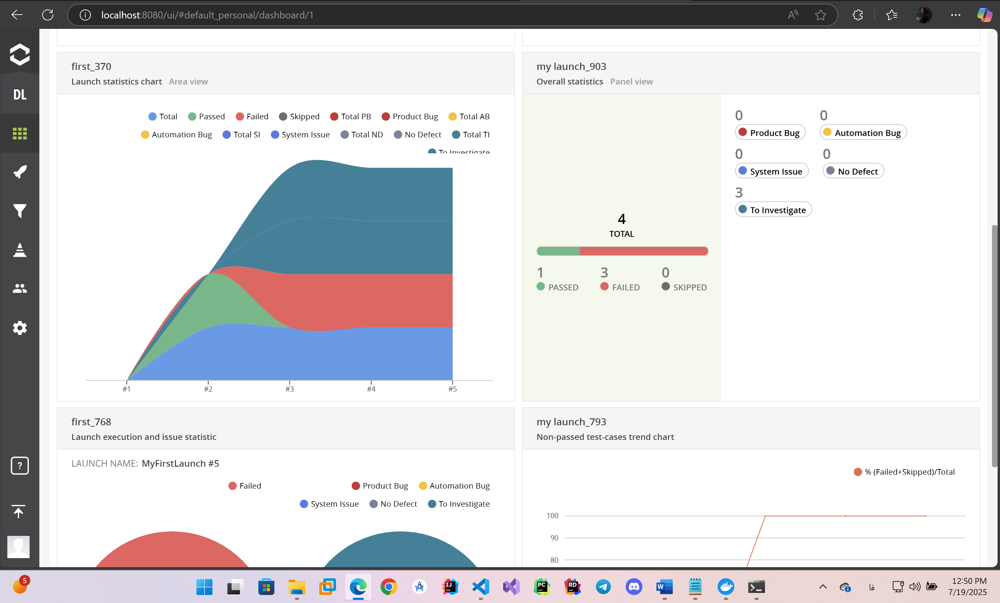 localhost:8080/ui/#default_personal/dashboard/1
DL
first_370
Launch statistics chart Area view
Total Passed Failed Skipped Total PB Product Bug Total AB
Automation Bug Total SI System Issue Total ND No Defect Total TI
To Investigate
#1 #2 #3 #4 #5
my launch_903
Overall statistics Panel view
4
TOTAL
1 3 0
PASSED FAILED SKIPPED
0 0
Product Bug Automation Bug
0 0
System Issue No Defect
3
To Investigate
first_768
Launch execution and issue statistic
LAUNCH NAME: MyFirstLaunch #5
Failed
Product Bug Automation Bug
System Issue No Defect To Investigate
my launch_793
Non-passed test-cases trend chart
% (Failed+Skipped)/Total
100
90
80
?
5
IJ
PC
RD
W
فا
12:50 PM
7/19/2025